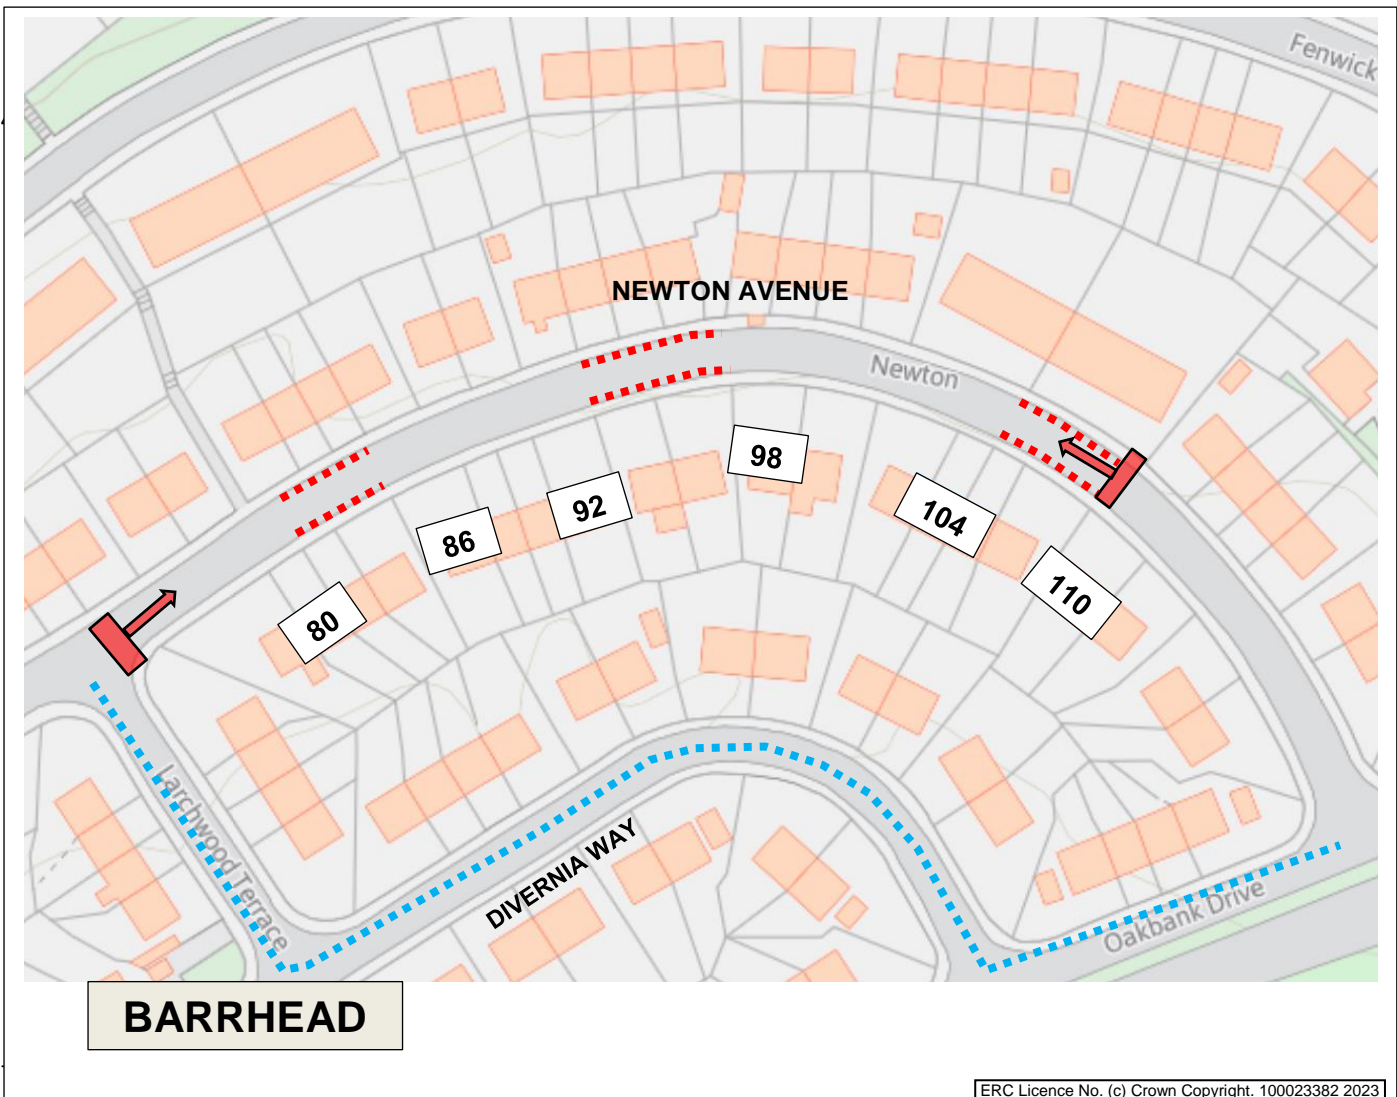 Fenwick
NEWTON AVENUE
Newton
98
92
86
104
110
80
Larchwood Terrace
DIVERNIA WAY
Oakbank Drive
BARRHEAD
ERC Licence No. (c) Crown Copyright. 100023382 2023